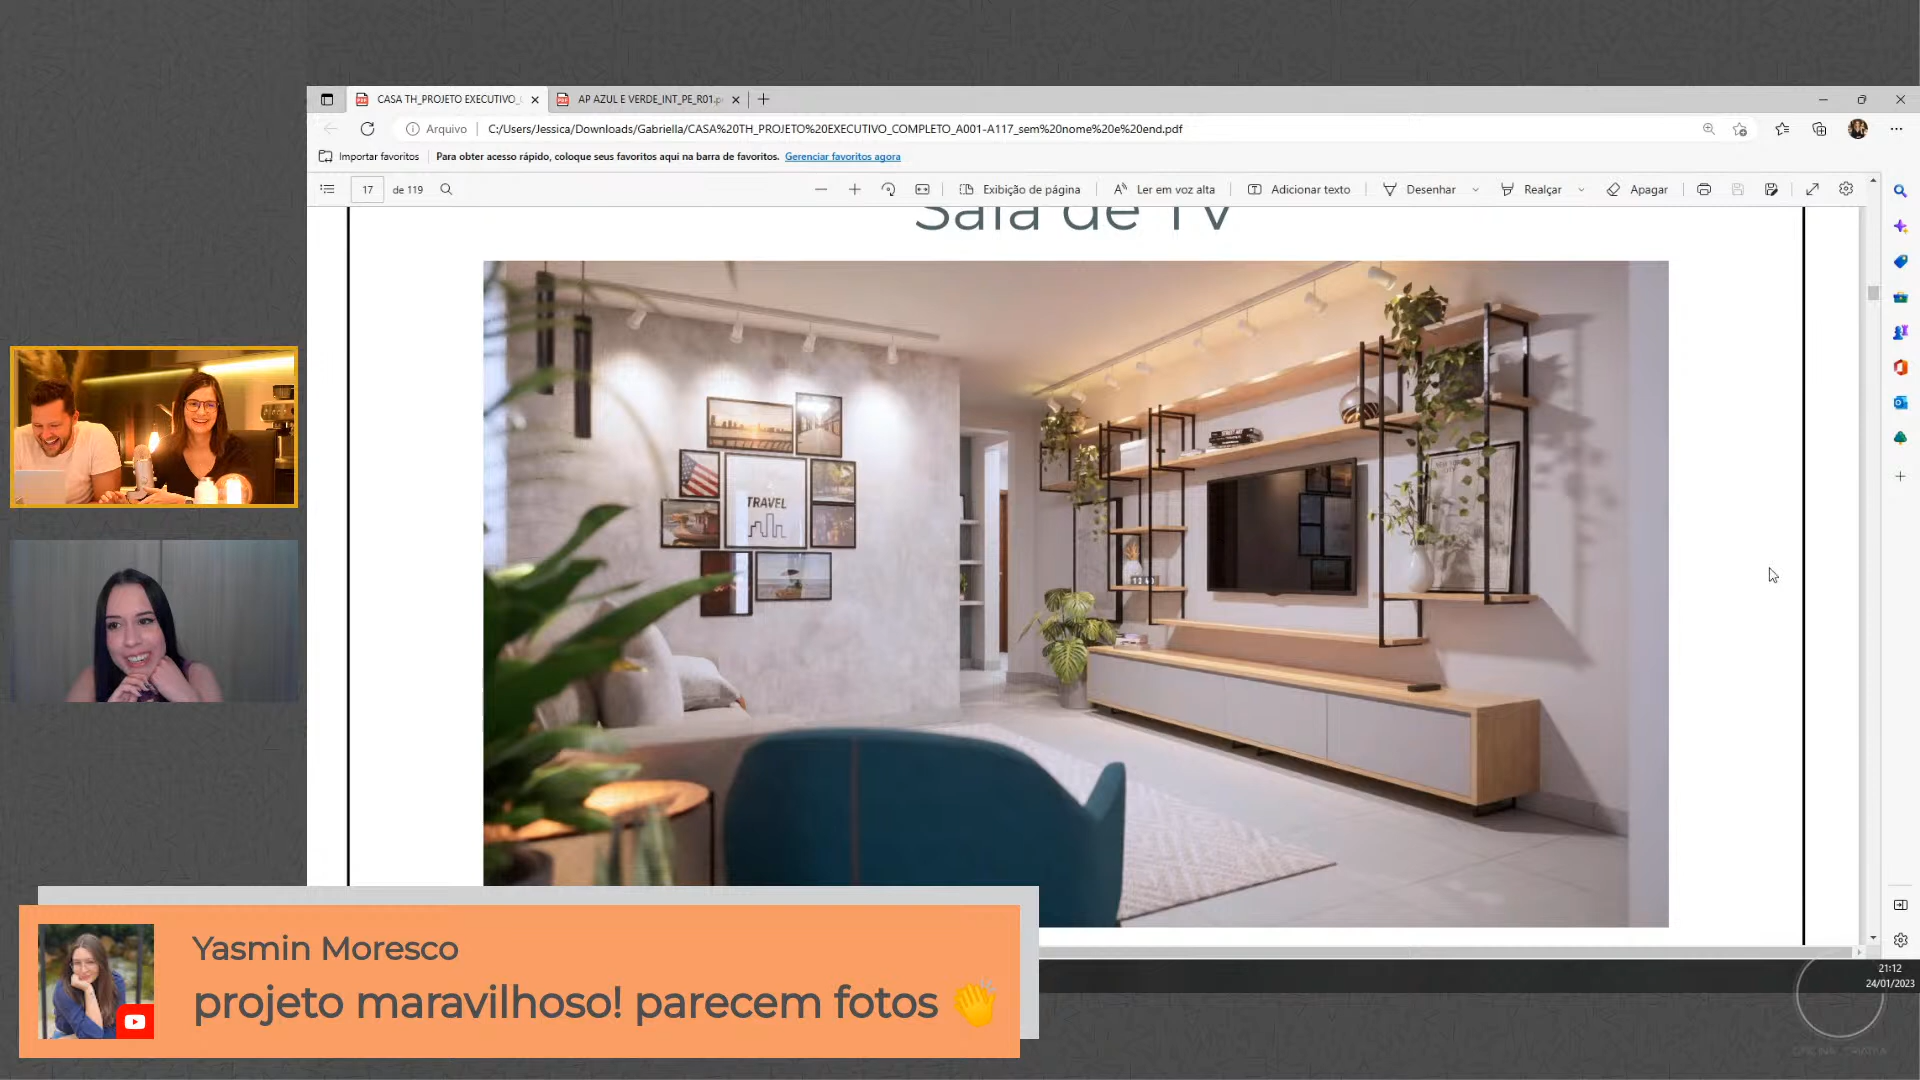 CASA TH_PROJETO EXECUTIVO_
AP AZUL E VERDE_INT_PE_R01.p
Arquivo
C:/Users/Jessica/Downloads/Gabriella/CASA%20TH_PROJETO%20EXECUTIVO_COMPLETO_A001-A117_sem%20nome%20e%20end.pdf
Importar favoritos
Para obter acesso rápido, coloque seus favoritos aqui na barra de favoritos. Gerenciar favoritos agora
17 de 119
Exibição de página
Ler em voz alta
Adicionar texto
Desenhar
Realçar
Apagar
Sala de TV
TRAVEL
Yasmin Moresco
projeto maravilhoso! parecem fotos 👏
21:12
24/01/2023